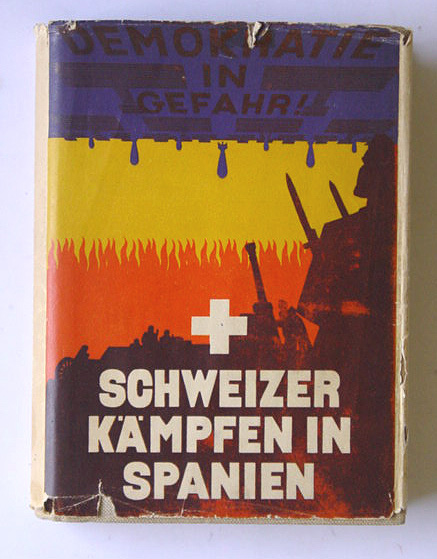 DEMOKRATIE
IN
GEFAHR!
SCHWEIZER
KÄMPFEN IN
SPANIEN